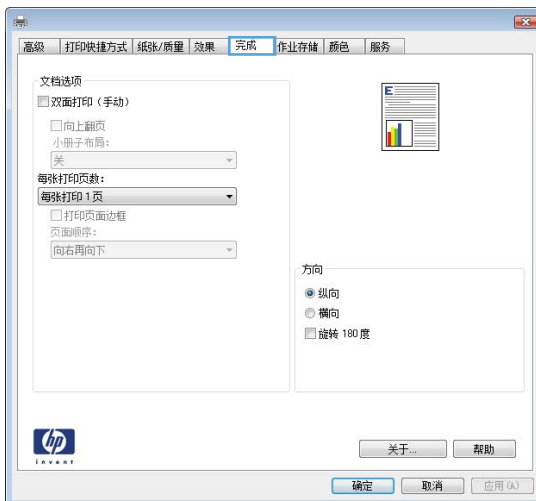 高级 打印快捷方式 纸张/质量 效果 完成 作业存储 颜色 服务
文档选项
双面打印（手动）
向上翻页
小册子布局：
关
每张打印页数：
每张打印 1 页
打印页面边框
页面顺序：
向右再向下
E
方向
纵向
横向
旋转 180 度
hp
invent
关于... 帮助
确定 取消 应用(A)